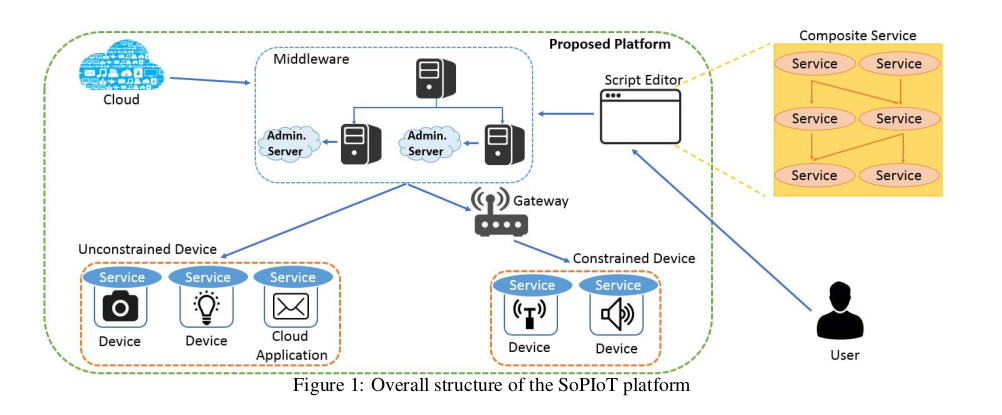 Proposed Platform
Composite Service
Middleware
Script Editor
Service Service
Cloud
Admin.
Server
Admin.
Server
Service Service
Service Service
Gateway
Unconstrained Device
Constrained Device
Service Service Service
Service Service
Device Device Cloud
Application
Device Device
User
Figure 1: Overall structure of the SoPIoT platform